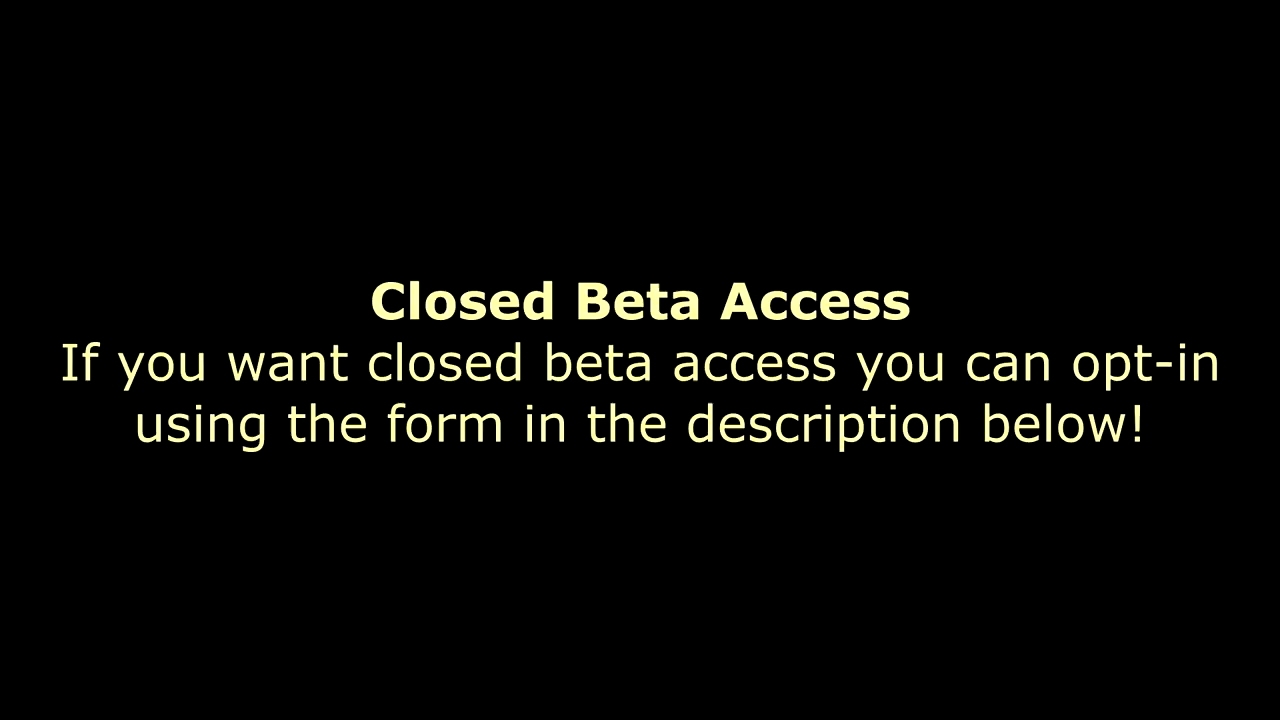 Closed Beta Access
If you want closed beta access you can opt-in
using the form in the description below!